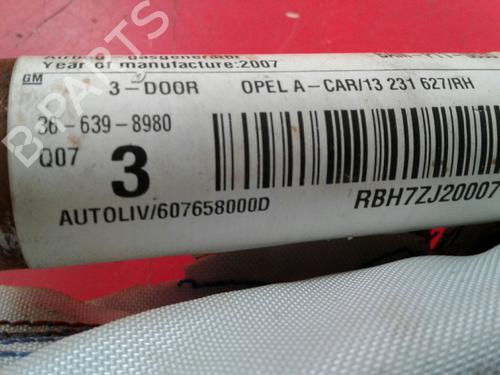 gasgenerator
Year of manufacture:2007
GM
3-DOOR OPEL A-CAR/13 231 627/RH
36-639-8980
Q07
3
AUTOLIV/607658000D
RBH7ZJ20007
B-PARTS